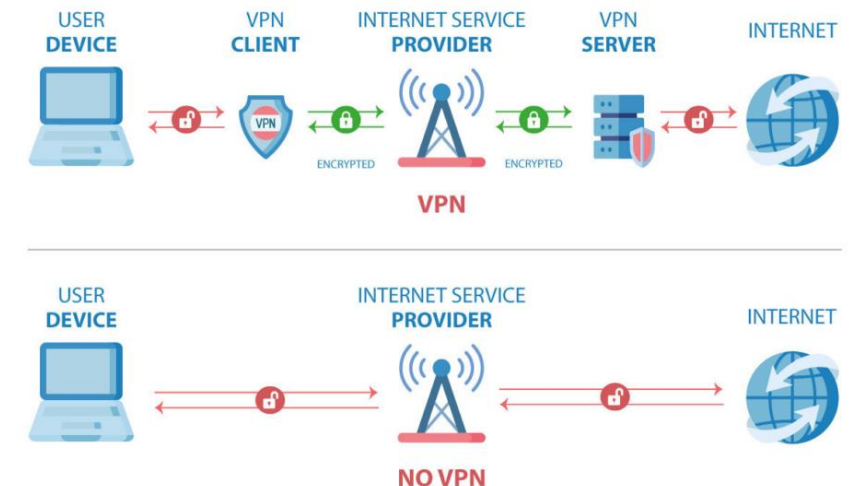 USER
DEVICE
VPN
CLIENT
INTERNET SERVICE
PROVIDER
VPN
SERVER
INTERNET
VPN
ENCRYPTED
ENCRYPTED
VPN
USER
DEVICE
INTERNET SERVICE
PROVIDER
INTERNET
NO VPN